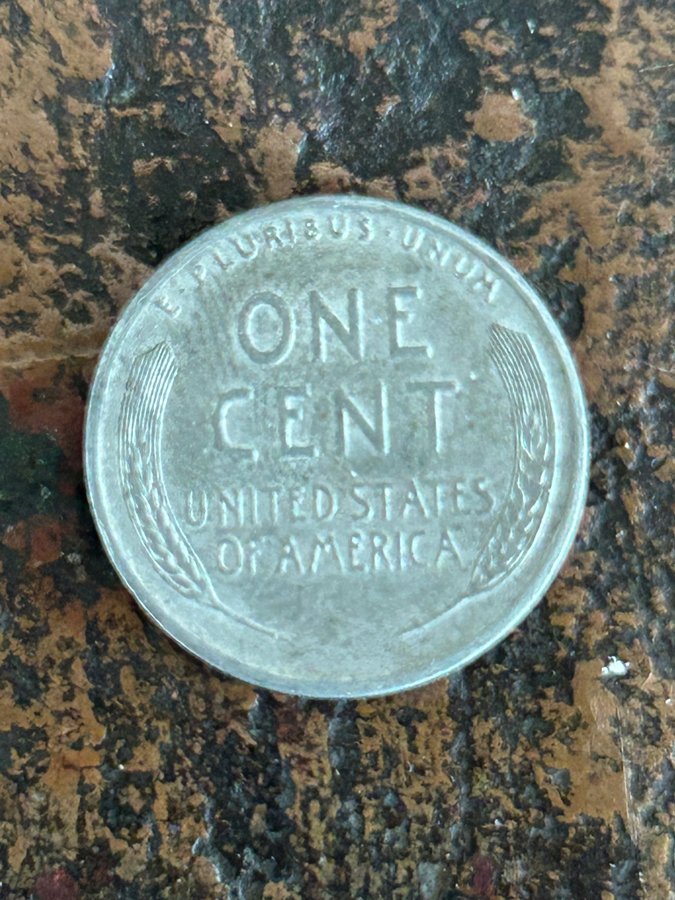 E·PLURIBUS·UNUM
ONE
CENT
UNITED STATES
OF AMERICA